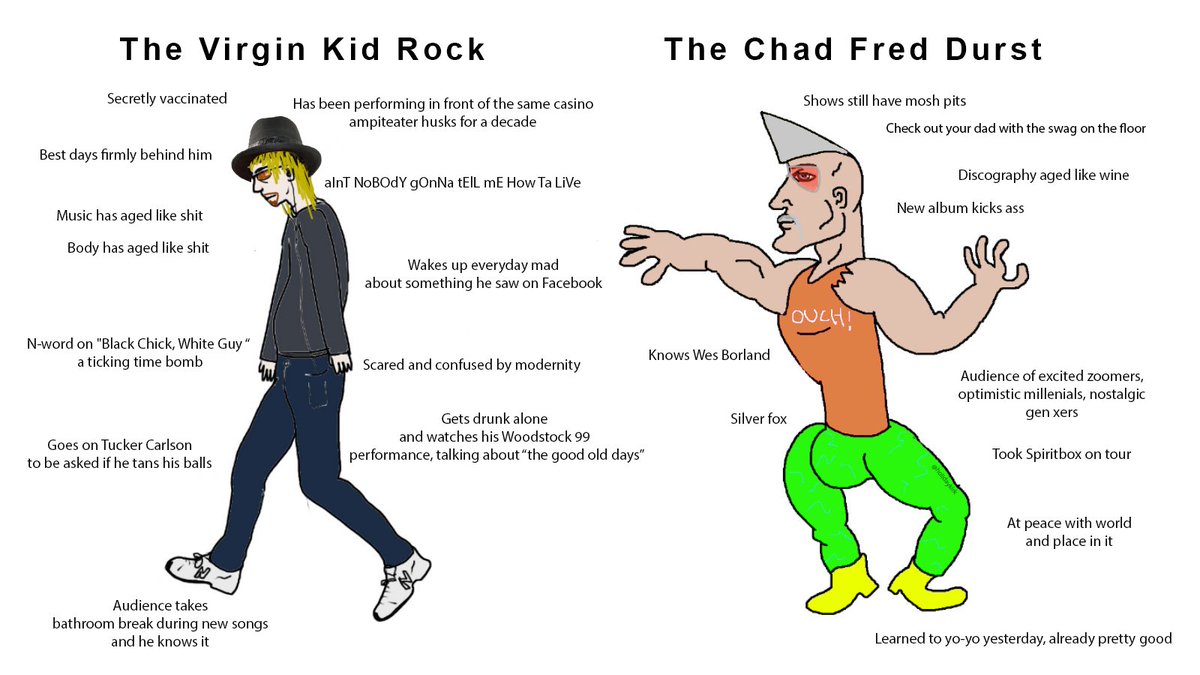 The Virgin Kid Rock
Secretly vaccinated
Has been performing in front of the same casino
ampiteater husks for a decade
Best days firmly behind him
aInT NoBOdY gOnNa tElL mE How Ta LiVe
Music has aged like shit
Body has aged like shit
Wakes up everyday mad
about something he saw on Facebook
N-word on "Black Chick, White Guy "
a ticking time bomb
Scared and confused by modernity
Gets drunk alone
and watches his Woodstock 99
performance, talking about "the good old days"
Goes on Tucker Carlson
to be asked if he tans his balls
Audience takes
bathroom break during new songs
and he knows it
The Chad Fred Durst
Shows still have mosh pits
Check out your dad with the swag on the floor
Discography aged like wine
New album kicks ass
OUCH!
Knows Wes Borland
Audience of excited zoomers,
optimistic millenials, nostalgic
gen xers
Silver fox
Took Spiritbox on tour
At peace with world
and place in it
Learned to yo-yo yesterday, already pretty good